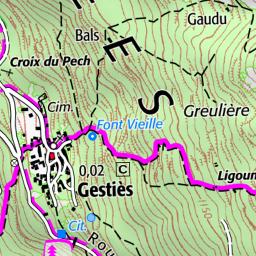 Gaudu
Bals
E
Croix du Pech
S
Greulière
Cim.
Font Vieille
0,02
C
Ligoun
Gestiès
Cit.
Rou